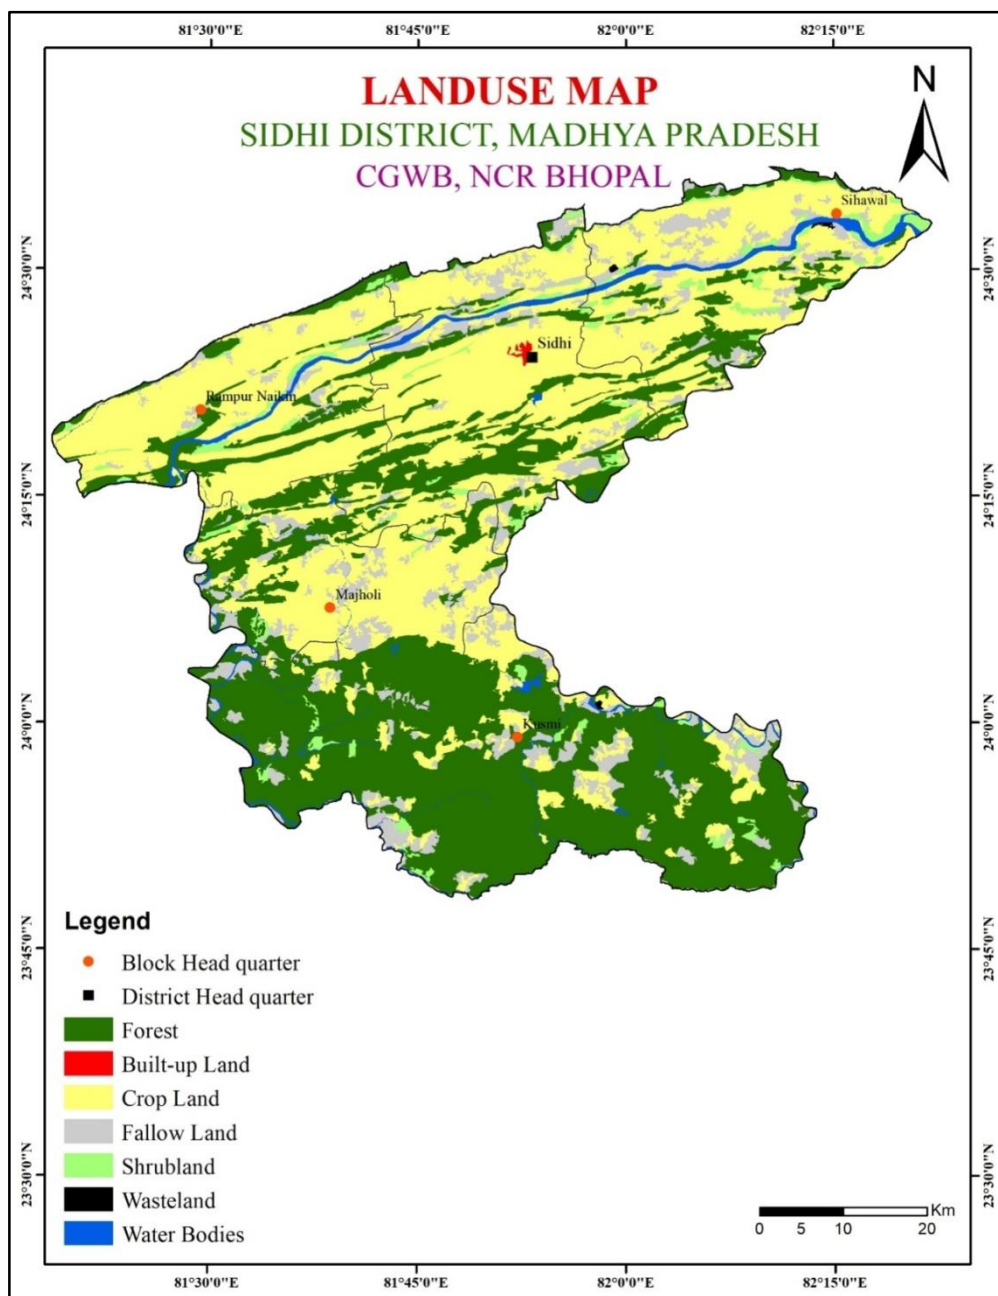 81°30'0"E 81°45'0"E 82°0'0"E 82°15'0"E
LANDUSE MAP
SIDHI DISTRICT, MADHYA PRADESH
CGWB, NCR BHOPAL
N
Sihawal
24°30'0"N 24°30'0"N
Sidhi
Rampur Naikin
24°15'0"N 24°15'0"N
Majholi
24°0'0"N 24°0'0"N
Kusmi
23°45'0"N 23°45'0"N
Legend
Block Head quarter
District Head quarter
Forest
Built-up Land
Crop Land
Fallow Land
Shrubland
Wasteland
Water Bodies
23°30'0"N 23°30'0"N
Km
0 5 10 20
81°30'0"E 81°45'0"E 82°0'0"E 82°15'0"E